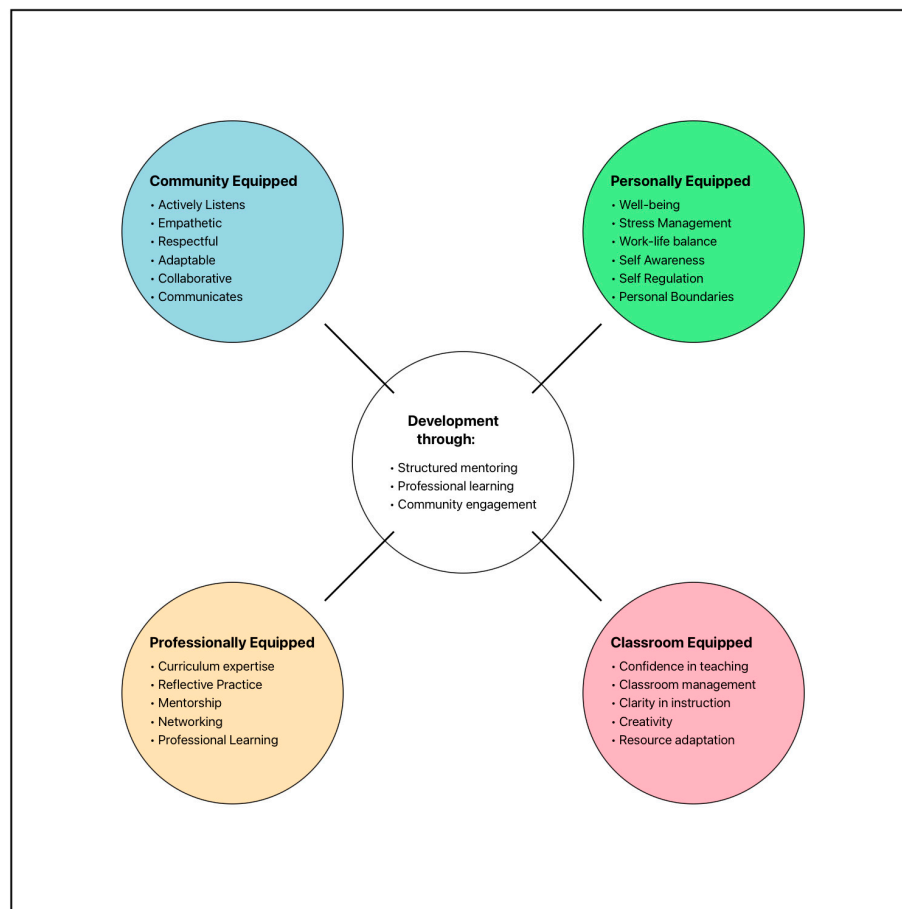 Community Equipped
• Actively Listens
• Empathetic
• Respectful
• Adaptable
• Collaborative
• Communicates
Personally Equipped
• Well-being
• Stress Management
• Work-life balance
• Self Awareness
• Self Regulation
• Personal Boundaries
Development
through:
• Structured mentoring
• Professional learning
• Community engagement
Professionally Equipped
• Curriculum expertise
• Reflective Practice
• Mentorship
• Networking
• Professional Learning
Classroom Equipped
• Confidence in teaching
• Classroom management
• Clarity in instruction
• Creativity
• Resource adaptation